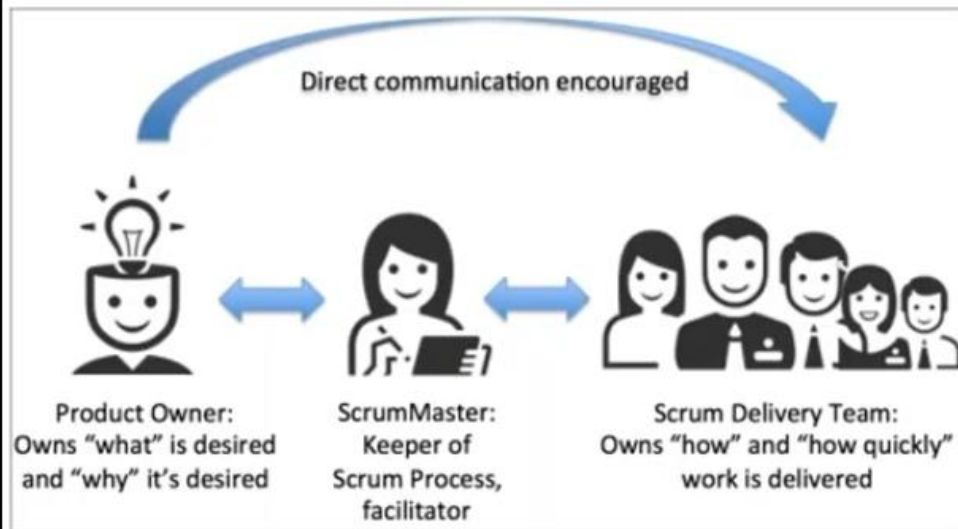 Direct communication encouraged
Product Owner:
Owns “what” is desired
and “why” it’s desired
ScrumMaster:
Keeper of
Scrum Process,
facilitator
Scrum Delivery Team:
Owns “how” and “how quickly”
work is delivered